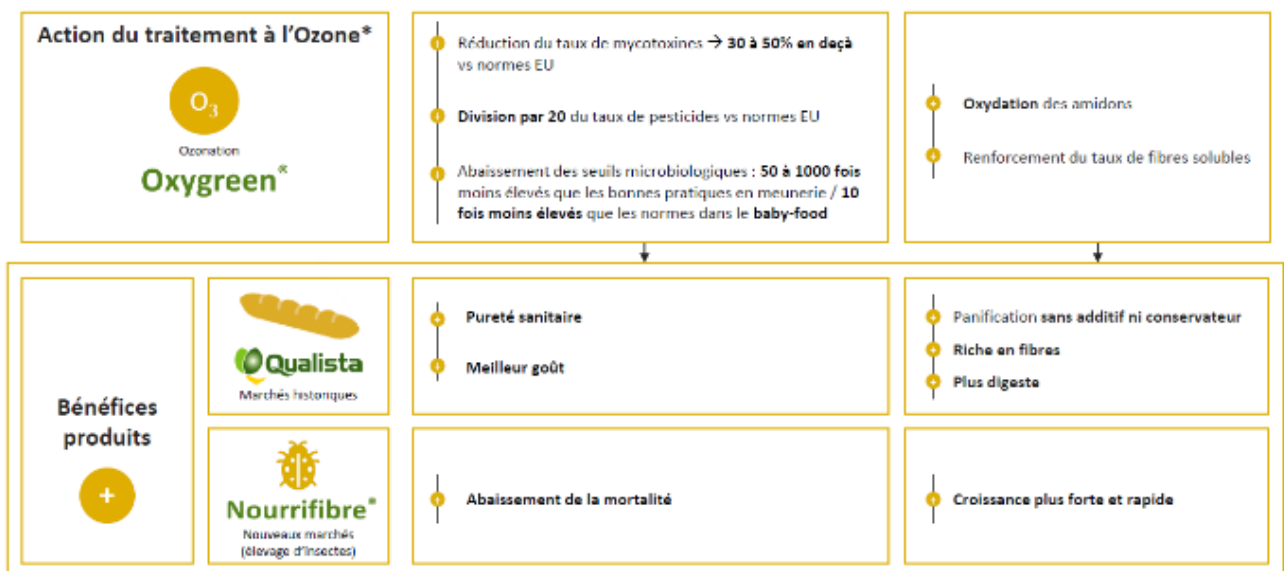 Action du traitement à l'Ozone*
O3
Ozonation
Oxygreen*
Réduction du taux de mycotoxines → 30 à 50% en deçà
vs normes EU
Division par 20 du taux de pesticides vs normes EU
Abaissement des seuils microbiologiques : 50 à 1000 fois
moins élevés que les bonnes pratiques en meunerie / 10
fois moins élevés que les normes dans le baby-food
Oxydation des amidons
Renforcement du taux de fibres solubles
Bénéfices
produits
+
Qualista
Marchés historiques
Pureté sanitaire
Meilleur goût
Panification sans additif ni conservateur
Riche en fibres
Plus digeste
Nourrifibre*
Nouveaux marchés
(élevage d'insectes)
Abaissement de la mortalité
Croissance plus forte et rapide